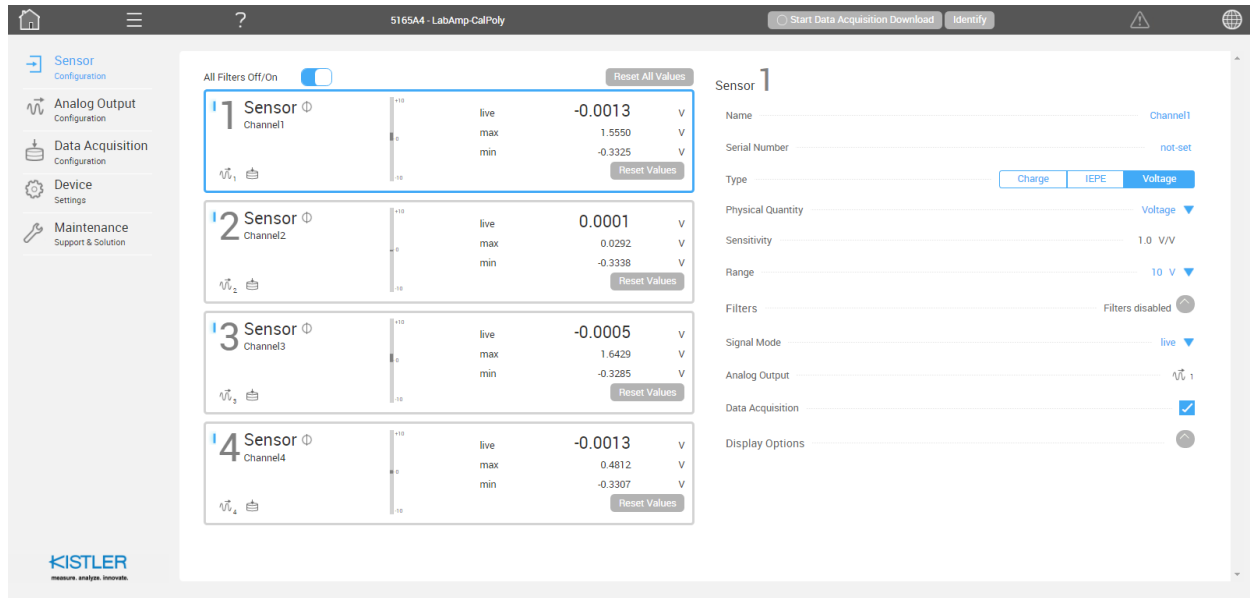 ?
5165A4 - LabAmp-CalPoly
Start Data Acquisition Download
Identify
Sensor
Configuration
Analog Output
Configuration
Data Acquisition
Configuration
Device
Settings
Maintenance
Support & Solution
KISTLER
measure. analyze. innovate.
All Filters Off/On
Reset All Values
1 Sensor Φ
Channel1
+10
0
-10
live -0.0013 V
max 1.5550 V
min -0.3325 V
1
Reset Values
2 Sensor Φ
Channel2
+10
0
-10
live 0.0001 V
max 0.0292 V
min -0.3338 V
2
Reset Values
3 Sensor Φ
Channel3
+10
0
-10
live -0.0005 V
max 1.6429 V
min -0.3285 V
3
Reset Values
4 Sensor Φ
Channel4
+10
0
-10
live -0.0013 V
max 0.4812 V
min -0.3307 V
4
Reset Values
Sensor 1
Name Channel1
Serial Number not-set
Type Charge IEPE Voltage
Physical Quantity Voltage
Sensitivity 1.0 V/V
Range 10 V
Filters Filters disabled
Signal Mode live
Analog Output 1
Data Acquisition
Display Options